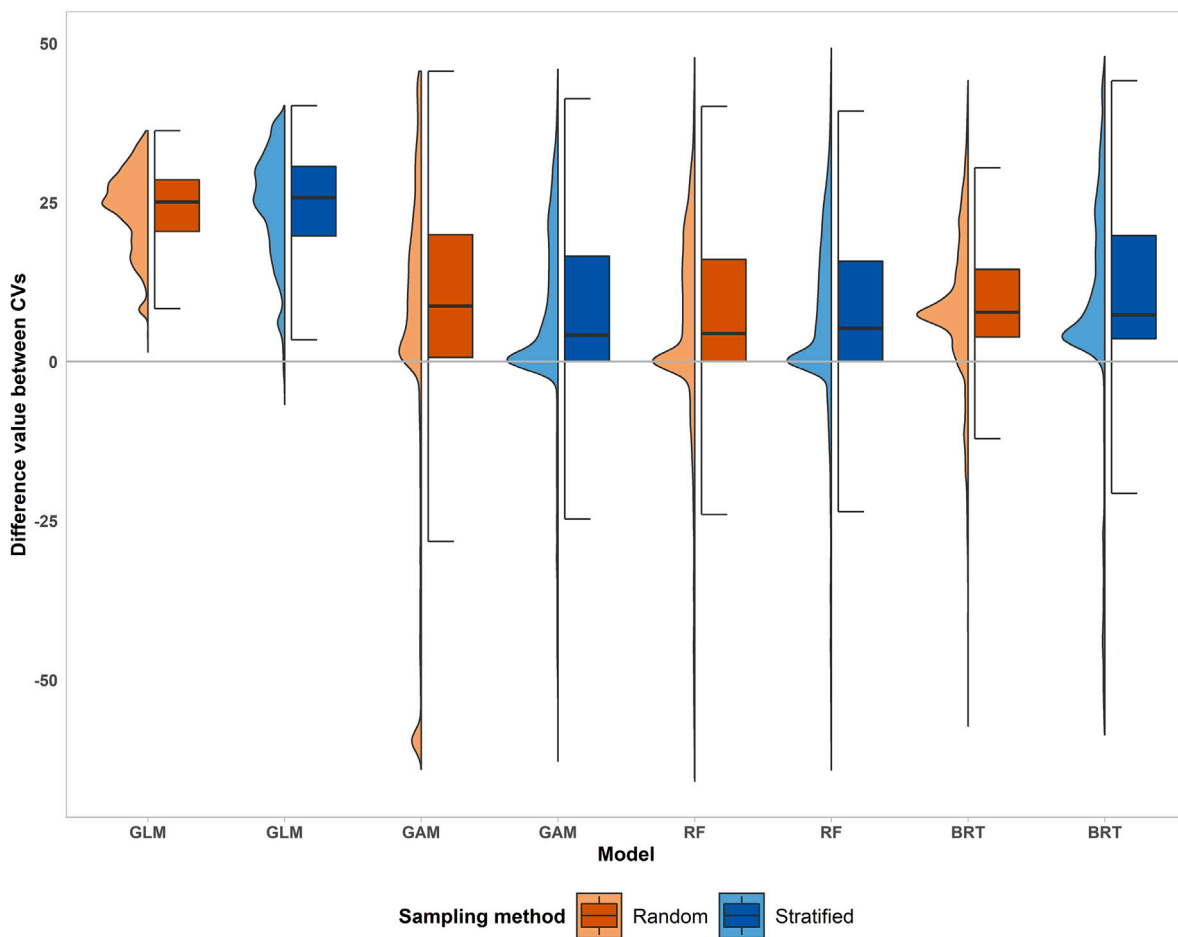 Difference value between CVs
50
25
0
-25
-50
GLM GLM GAM GAM RF RF BRT BRT
Model
Sampling method Random Stratified